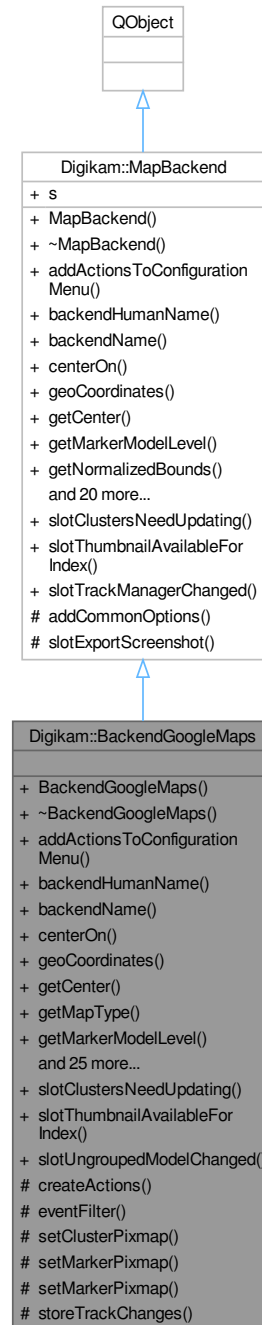 QObject
Digikam::MapBackend
+ s
+ MapBackend()
+ ~MapBackend()
+ addActionsToConfiguration
Menu()
+ backendHumanName()
+ backendName()
+ centerOn()
+ geoCoordinates()
+ getCenter()
+ getMarkerModelLevel()
+ getNormalizedBounds()
and 20 more...
+ slotClustersNeedUpdating()
+ slotThumbnailAvailableFor
Index()
+ slotTrackManagerChanged()
# addCommonOptions()
# slotExportScreenshot()
Digikam::BackendGoogleMaps
+ BackendGoogleMaps()
+ ~BackendGoogleMaps()
+ addActionsToConfiguration
Menu()
+ backendHumanName()
+ backendName()
+ centerOn()
+ geoCoordinates()
+ getCenter()
+ getMapType()
+ getMarkerModelLevel()
and 25 more...
+ slotClustersNeedUpdating()
+ slotThumbnailAvailableFor
Index()
+ slotUngroupedModelChanged(
# createActions()
# eventFilter()
# setClusterPixmap()
# setMarkerPixmap()
# setMarkerPixmap()
# storeTrackChanges()